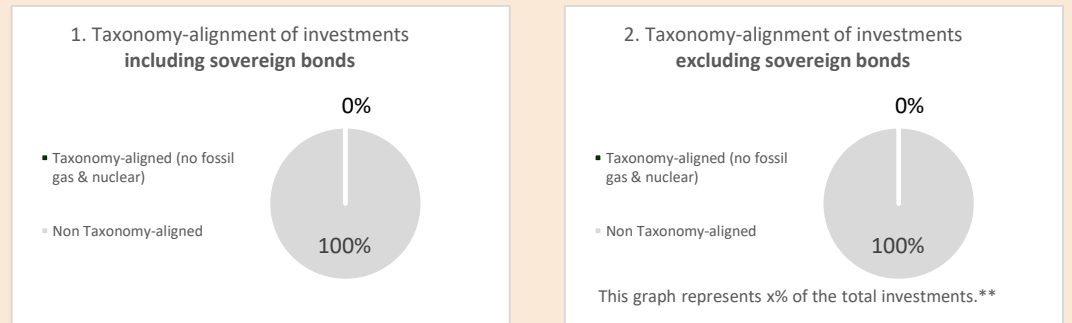 1. Taxonomy-alignment of investments
including sovereign bonds
0%
Taxonomy-aligned (no fossil
gas & nuclear)
Non Taxonomy-aligned
100%
2. Taxonomy-alignment of investments
excluding sovereign bonds
0%
Taxonomy-aligned (no fossil
gas & nuclear)
Non Taxonomy-aligned
100%
This graph represents x% of the total investments.**